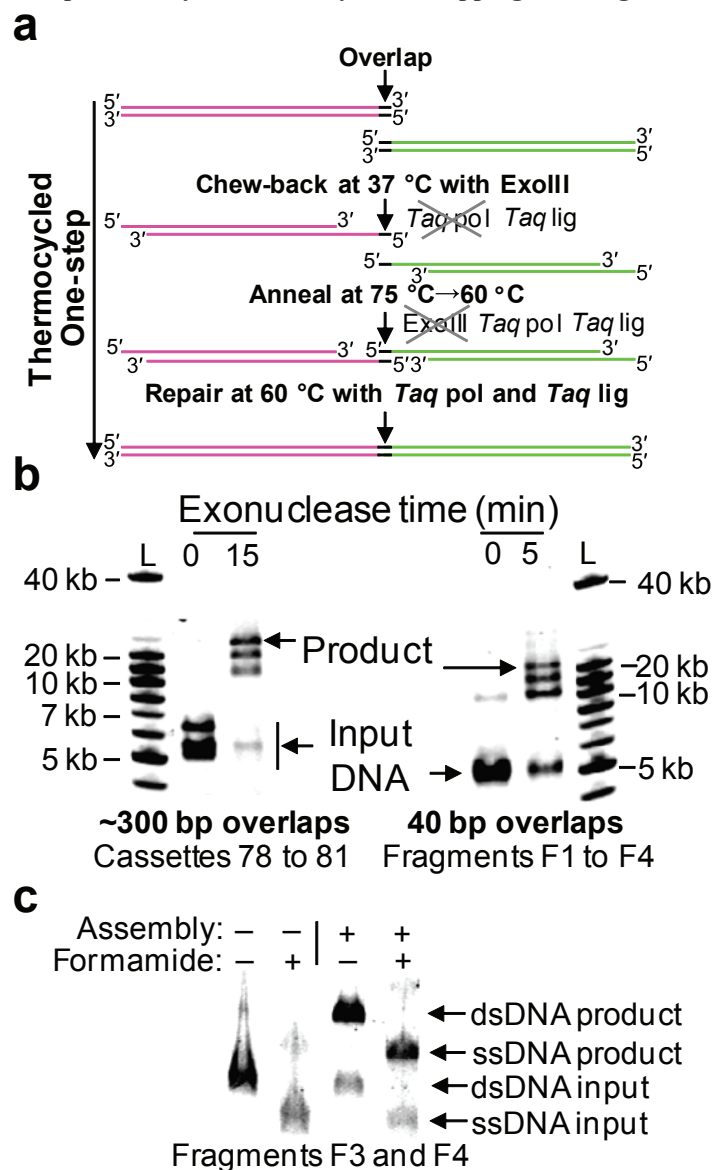 a
Overlap
5′ 3′
3′ 5′
5′ 3′
3′ 5′
Chew-back at 37 °C with ExoIII
Taq pol Taq lig
5′ 3′
3′ 5′
5′ 3′
3′ 5′
Anneal at 75 °C→60 °C
ExoIII Taq pol Taq lig
5′ 3′ 5′ 3′
3′ 5′3′ 5′
Repair at 60 °C with Taq pol and Taq lig
5′ 3′
3′ 5′
Thermocycled
One-step
b
Exonuclease time (min)
L 0 15 0 5 L
40 kb 40 kb
20 kb 20 kb
10 kb 10 kb
7 kb
5 kb 5 kb
Product
Input
DNA
~300 bp overlaps 40 bp overlaps
Cassettes 78 to 81 Fragments F1 to F4
c
Assembly: – – + +
Formamide: – + – +
dsDNA product
ssDNA product
dsDNA input
ssDNA input
Fragments F3 and F4